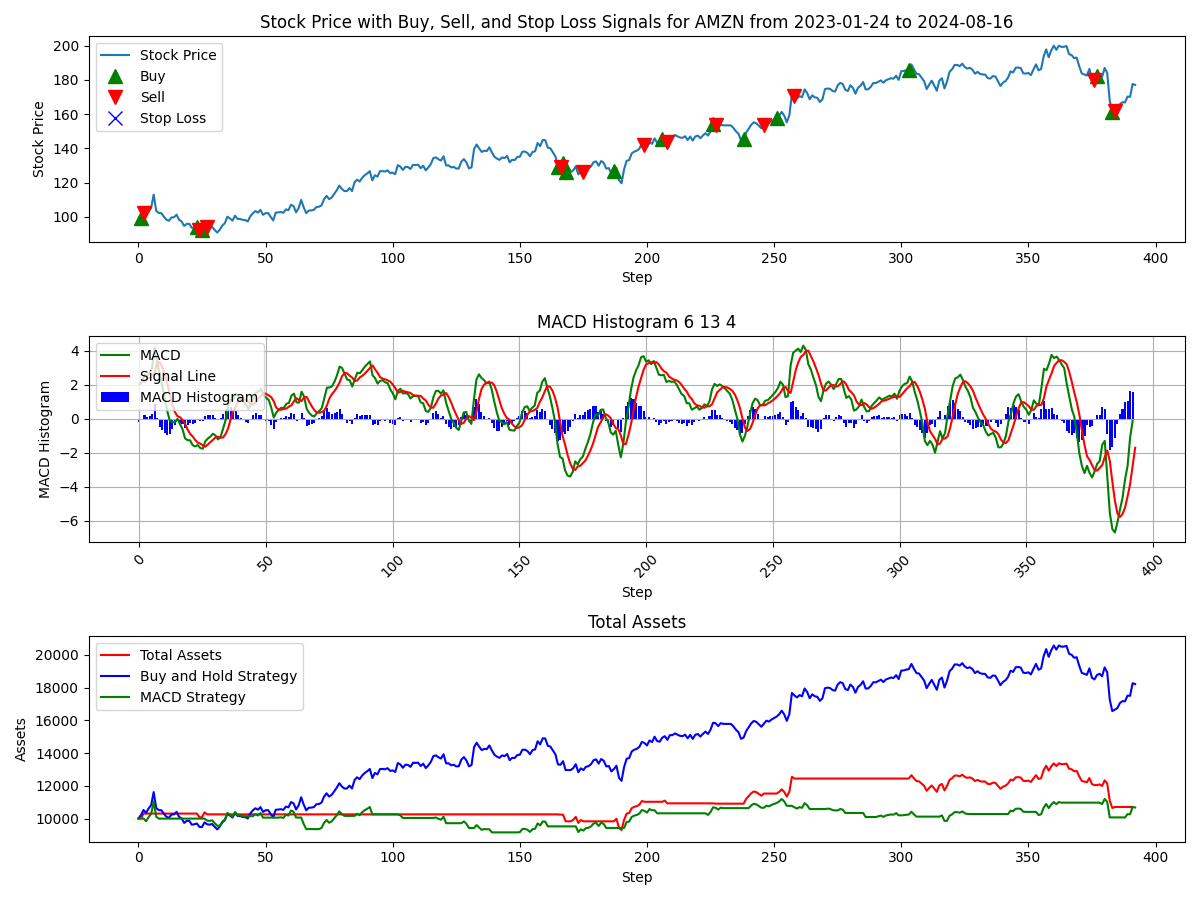 Stock Price with Buy, Sell, and Stop Loss Signals for AMZN from 2023-01-24 to 2024-08-16
Stock Price
Buy
Sell
Stop Loss
Stock Price
200
180
160
140
120
100
0 50 100 150 200 250 300 350 400
Step
MACD Histogram 6 13 4
MACD
Signal Line
MACD Histogram
MACD Histogram
4
2
0
−2
−4
−6
0 50 100 150 200 250 300 350 400
Step
Total Assets
Total Assets
Buy and Hold Strategy
MACD Strategy
Assets
20000
18000
16000
14000
12000
10000
0 50 100 150 200 250 300 350 400
Step